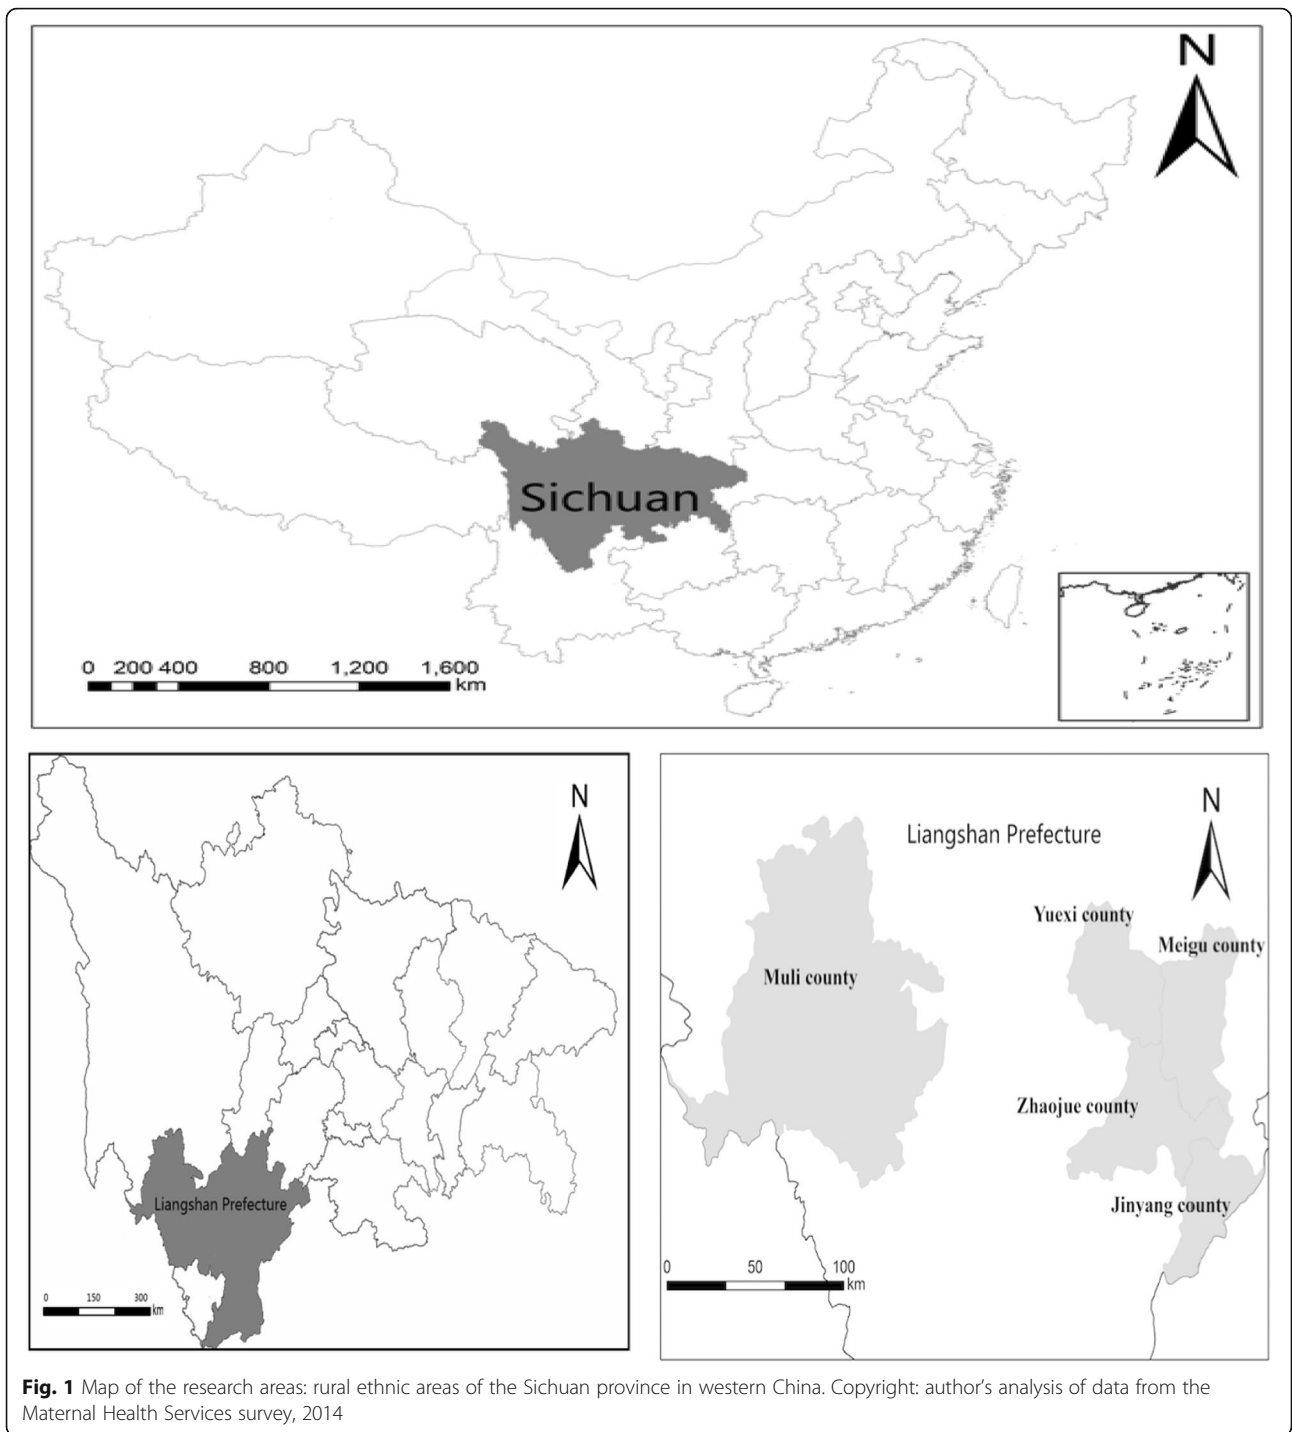 N
Sichuan
0 200 400 800 1,200 1,600
km
N
Liangshan Prefecture
0 150 300
km
N
Liangshan Prefecture
Yuexi county
Meigu county
Muli county
Zhaojue county
Jinyang county
0 50 100
km
Fig. 1 Map of the research areas: rural ethnic areas of the Sichuan province in western China. Copyright: author's analysis of data from the
Maternal Health Services survey, 2014